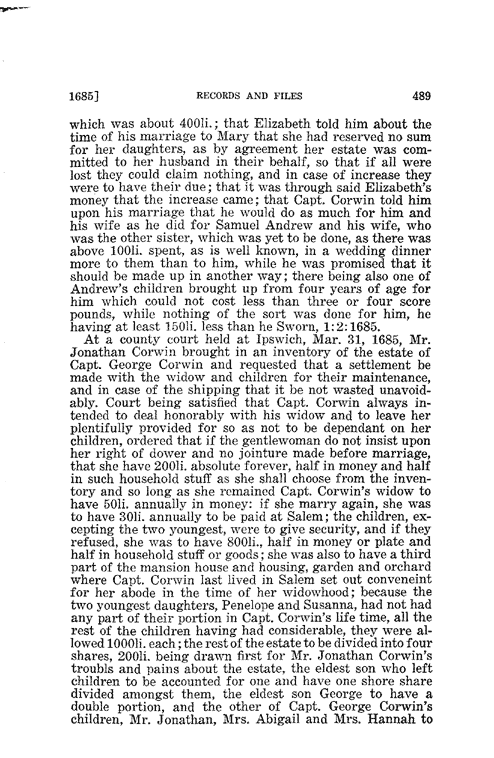 1685] RECORDS AND FILES 489
which was about 400li.; that Elizabeth told him about the
time of his marriage to Mary that she had reserved no sum
for her daughters, as by agreement her estate was com-
mitted to her husband in their behalf, so that if all were
lost they could claim nothing, and in case of increase they
were to have their due; that it was through said Elizabeth's
money that the increase came; that Capt. Corwin told him
upon his marriage that he would do as much for him and
his wife as he did for Samuel Andrew and his wife, who
was the other sister, which was yet to be done, as there was
above 100li. spent, as is well known, in a wedding dinner
more to them than to him, while he was promised that it
should be made up in another way; there being also one of
Andrew's children brought up from four years of age for
him which could not cost less than three or four score
pounds, while nothing of the sort was done for him, he
having at least 150li. less than he Sworn, 1:2:1685.
At a county court held at Ipswich, Mar. 31, 1685, Mr.
Jonathan Corwin brought in an inventory of the estate of
Capt. George Corwin and requested that a settlement be
made with the widow and children for their maintenance,
and in case of the shipping that it be not wasted unavoid-
ably. Court being satisfied that Capt. Corwin always in-
tended to deal honorably with his widow and to leave her
plentifully provided for so as not to be dependant on her
children, ordered that if the gentlewoman do not insist upon
her right of dower and no jointure made before marriage,
that she have 200li. absolute forever, half in money and half
in such household stuff as she shall choose from the inven-
tory and so long as she remained Capt. Corwin's widow to
have 50li. annually in money: if she marry again, she was
to have 30li. annually to be paid at Salem; the children, ex-
cepting the two youngest, were to give security, and if they
refused, she was to have 800li., half in money or plate and
half in household stuff or goods; she was also to have a third
part of the mansion house and housing, garden and orchard
where Capt. Corwin last lived in Salem set out conveneint
for her abode in the time of her widowhood; because the
two youngest daughters, Penelope and Susanna, had not had
any part of their portion in Capt. Corwin's life time, all the
rest of the children having had considerable, they were al-
lowed 1000li. each; the rest of the estate to be divided into four
shares, 200li. being drawn first for Mr. Jonathan Corwin's
troubls and pains about the estate, the eldest son who left
children to be accounted for one and have one shore share
divided amongst them, the eldest son George to have a
double portion, and the other of Capt. George Corwin's
children, Mr. Jonathan, Mrs. Abigail and Mrs. Hannah to